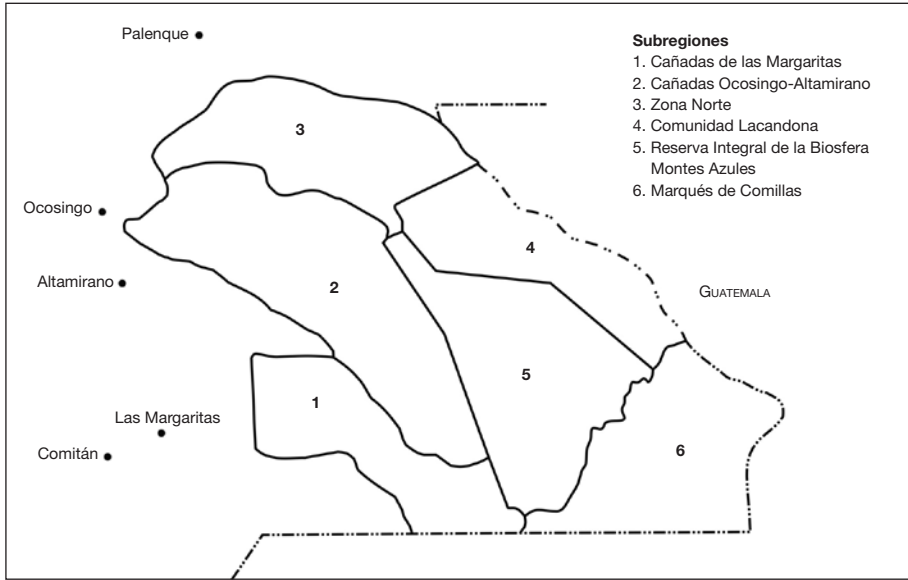 Palenque
Subregiones
1. Cañadas de las Margaritas
2. Cañadas Ocosingo-Altamirano
3. Zona Norte
4. Comunidad Lacandona
5. Reserva Integral de la Biosfera
Montes Azules
6. Marqués de Comillas
3
Ocosingo
4
Altamirano
2
GUATEMALA
5
1
Las Margaritas
Comitán
6